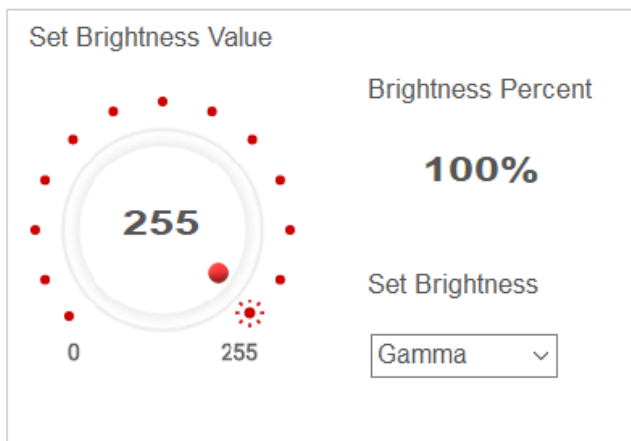 Set Brightness Value
255
0
255
Brightness Percent
100%
Set Brightness
Gamma